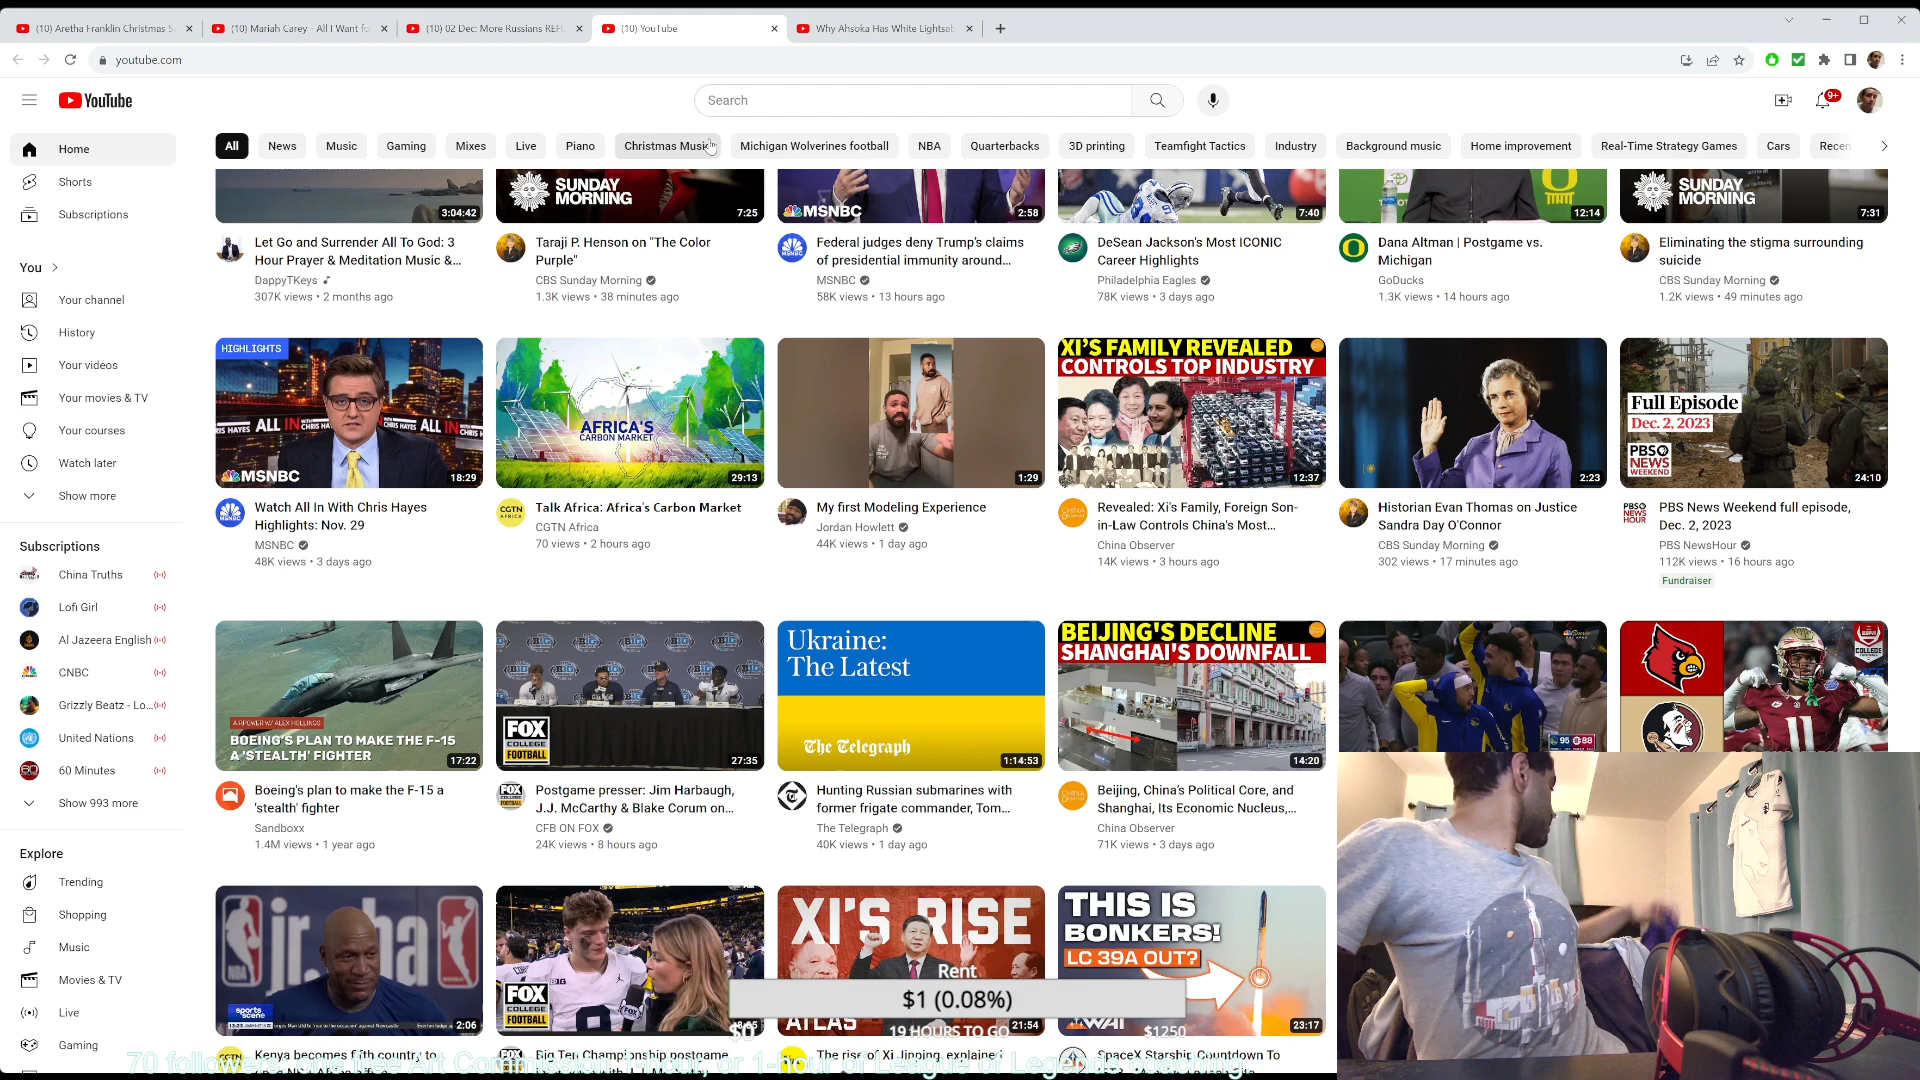 (10) Aretha Franklin Christmas S
(10) Mariah Carey - All I Want fo
(10) 02 Dec: More Russians REFU
(10) YouTube
Why Ahsoka Has White Lightsab
youtube.com
YouTube
Search
9+
Home
Shorts
Subscriptions
You
Your channel
History
Your videos
Your movies & TV
Your courses
Watch later
Show more
Subscriptions
China Truths
Lofi Girl
Al Jazeera English
CNBC
Grizzly Beatz - Lo...
United Nations
60 Minutes
Show 993 more
Explore
Trending
Shopping
Music
Movies & TV
Live
Gaming
All
News
Music
Gaming
Mixes
Live
Piano
Christmas Music
Michigan Wolverines football
NBA
Quarterbacks
3D printing
Teamfight Tactics
Industry
Background music
Home improvement
Real-Time Strategy Games
Cars
Recen
3:04:42
Let Go and Surrender All To God: 3
Hour Prayer & Meditation Music &...
DappyTKeys
307K views • 2 months ago
SUNDAY
MORNING
7:25
Taraji P. Henson on "The Color
Purple"
CBS Sunday Morning
1.3K views • 38 minutes ago
MSNBC
2:58
Federal judges deny Trump's claims
of presidential immunity around...
MSNBC
58K views • 13 hours ago
7:40
DeSean Jackson's Most ICONIC
Career Highlights
Philadelphia Eagles
78K views • 3 days ago
12:14
Dana Altman | Postgame vs.
Michigan
GoDucks
1.3K views • 14 hours ago
SUNDAY
MORNING
7:31
Eliminating the stigma surrounding
suicide
CBS Sunday Morning
1.2K views • 49 minutes ago
HIGHLIGHTS
ALL IN
MSNBC
18:29
Watch All In With Chris Hayes
Highlights: Nov. 29
MSNBC
48K views • 3 days ago
AFRICA'S
CARBON MARKET
29:13
Talk Africa: Africa's Carbon Market
CGTN Africa
70 views • 2 hours ago
1:29
My first Modeling Experience
Jordan Howlett
44K views • 1 day ago
XI'S FAMILY REVEALED
CONTROLS TOP INDUSTRY
12:37
Revealed: Xi's Family, Foreign Son-
in-Law Controls China's Most...
China Observer
14K views • 3 hours ago
2:23
Historian Evan Thomas on Justice
Sandra Day O'Connor
CBS Sunday Morning
302 views • 17 minutes ago
Full Episode
Dec. 2, 2023
PBS
NEWS
WEEKEND
24:10
PBS News Weekend full episode,
Dec. 2, 2023
PBS NewsHour
112K views • 16 hours ago
Fundraiser
AIRPOWER W/ ALEX HOLLINGS
BOEING'S PLAN TO MAKE THE F-15
A 'STEALTH' FIGHTER
17:22
Boeing's plan to make the F-15 a
'stealth' fighter
Sandboxx
1.4M views • 1 year ago
FOX
COLLEGE
FOOTBALL
27:35
Postgame presser: Jim Harbaugh,
J.J. McCarthy & Blake Corum on...
CFB ON FOX
24K views • 8 hours ago
Ukraine:
The Latest
The Telegraph
1:14:53
Hunting Russian submarines with
former frigate commander, Tom...
The Telegraph
40K views • 1 day ago
BEIJING'S DECLINE
SHANGHAI'S DOWNFALL
14:20
Beijing, China's Political Core, and
Shanghai, Its Economic Nucleus,...
China Observer
71K views • 3 days ago
95 88
11
jr.nba
sports
scene
2:06
Kenya becomes fifth country to
FOX
COLLEGE
FOOTBALL
Big Ten Championship postgame
XI'S RISE
ATLAS
21:54
The rise of Xi Jinping, explained
THIS IS
BONKERS!
LC 39A OUT?
WAI
23:17
SpaceX Starship Countdown To
Rent
$1 (0.08%)
$0
19 HOURS TO GO
$1250
70 followers